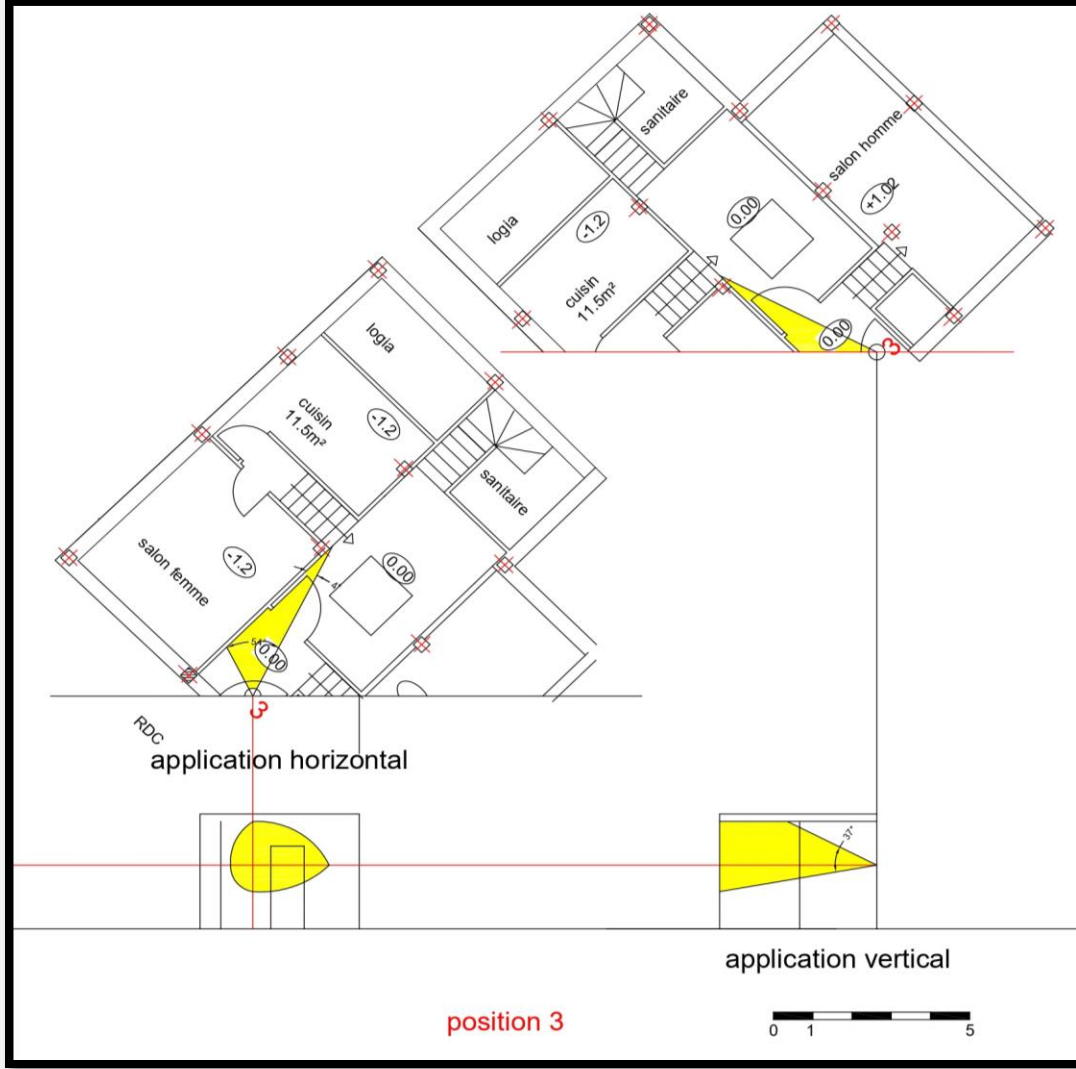 sanitaire
salon homme
+1.02
logia
-1.2
0.00
cuisin
11.5m²
0.00
3
logia
cuisin
11.5m²
-1.2
sanitaire
salon femme
-1.2
0.00
0.00
3
RDC
application horizontal
37°
application vertical
position 3
0 1 5